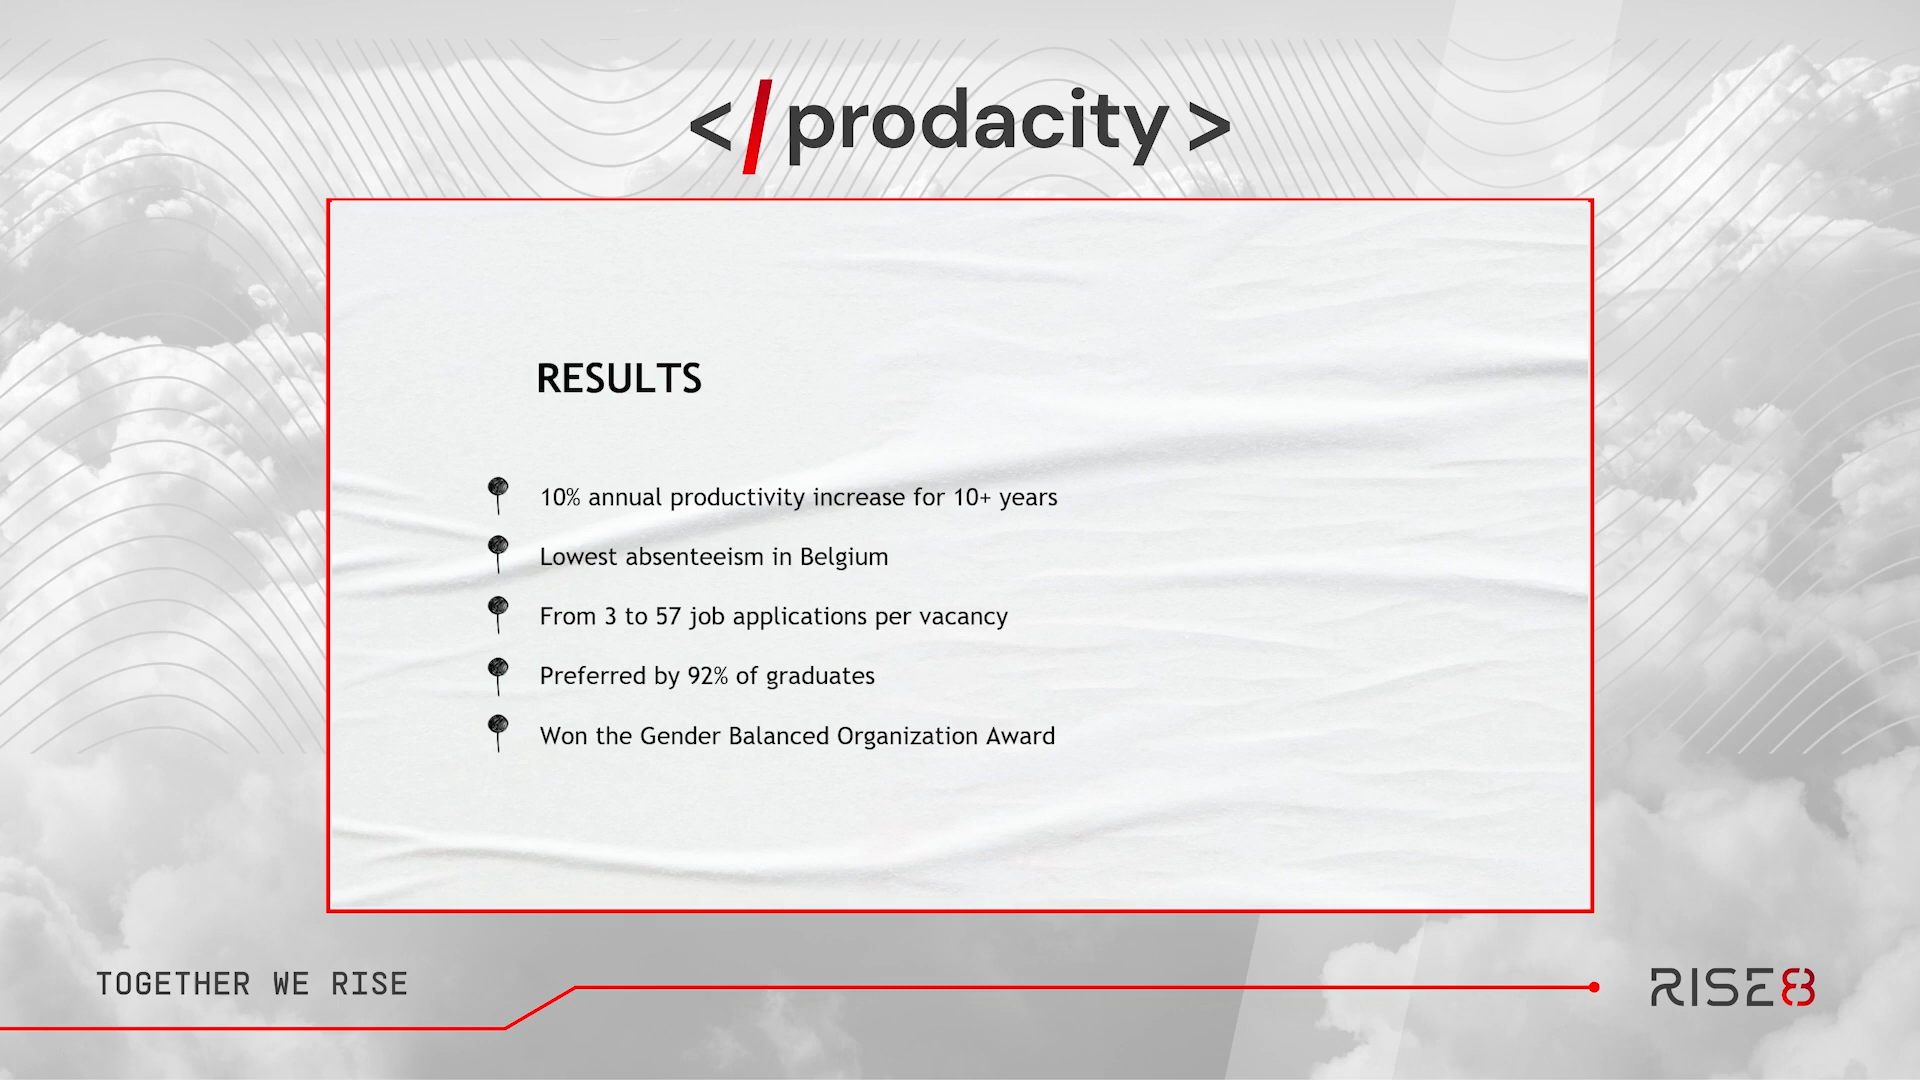 </prodacity>
RESULTS
10% annual productivity increase for 10+ years
Lowest absenteeism in Belgium
From 3 to 57 job applications per vacancy
Preferred by 92% of graduates
Won the Gender Balanced Organization Award
TOGETHER WE RISE
RISE8